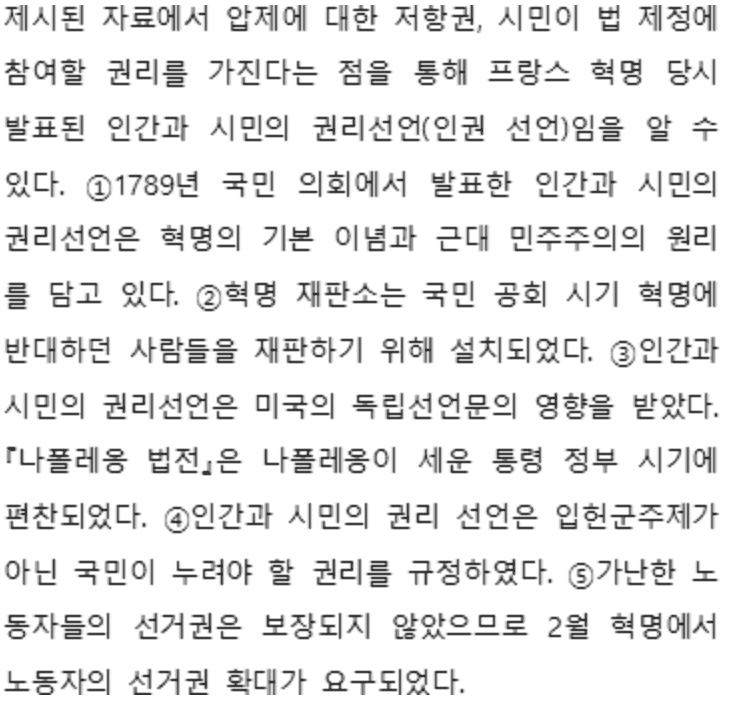 제시된 자료에서 압제에 대한 저항권, 시민이 법 제정에
참여할 권리를 가진다는 점을 통해 프랑스 혁명 당시
발표된 인간과 시민의 권리선언(인권 선언)임을 알 수
있다. ①1789년 국민 의회에서 발표한 인간과 시민의
권리선언은 혁명의 기본 이념과 근대 민주주의의 원리
를 담고 있다. ②혁명 재판소는 국민 공회 시기 혁명에
반대하던 사람들을 재판하기 위해 설치되었다. ③인간과
시민의 권리선언은 미국의 독립선언문의 영향을 받았다.
『나폴레옹 법전』은 나폴레옹이 세운 통령 정부 시기에
편찬되었다. ④인간과 시민의 권리 선언은 입헌군주제가
아닌 국민이 누려야 할 권리를 규정하였다. ⑤가난한 노
동자들의 선거권은 보장되지 않았으므로 2월 혁명에서
노동자의 선거권 확대가 요구되었다.